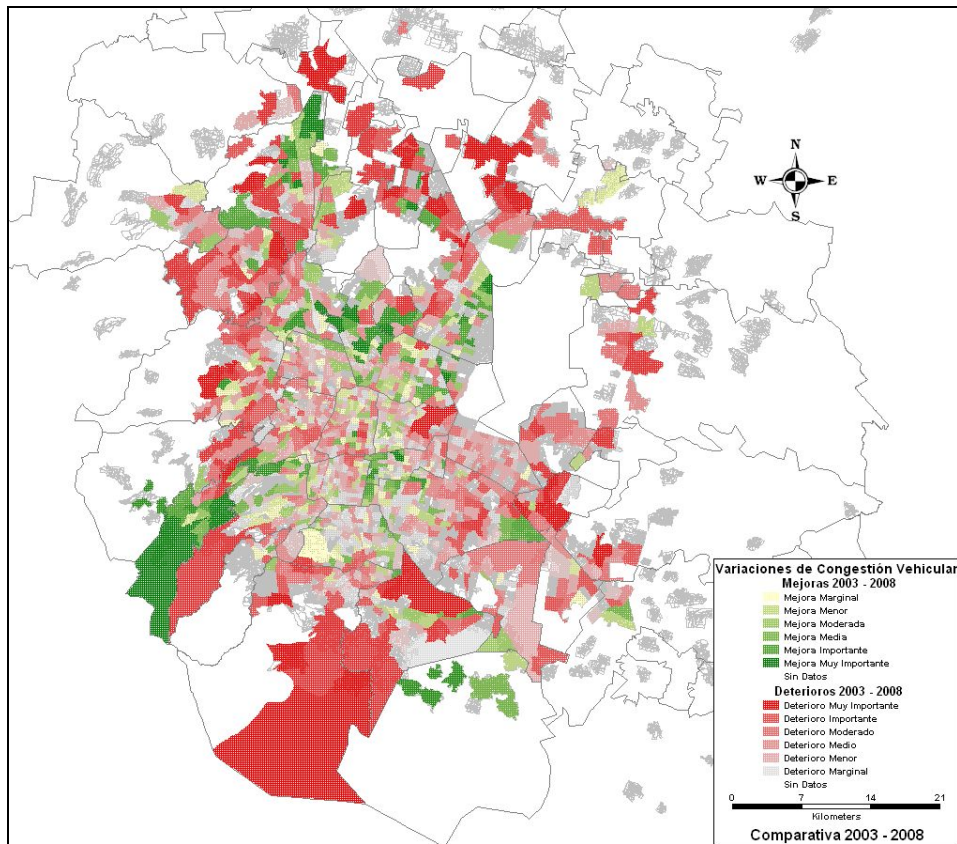 N
W E
S
Variaciones de Congestión Vehicular
Mejoras 2003 - 2008
Mejora Marginal
Mejora Menor
Mejora Moderada
Mejora Media
Mejora Importante
Mejora Muy Importante
Sin Datos
Deterioros 2003 - 2008
Deterioro Muy Importante
Deterioro Importante
Deterioro Moderado
Deterioro Medio
Deterioro Menor
Deterioro Marginal
Sin Datos
0 7 14 21
Kilometers
Comparativa 2003 - 2008